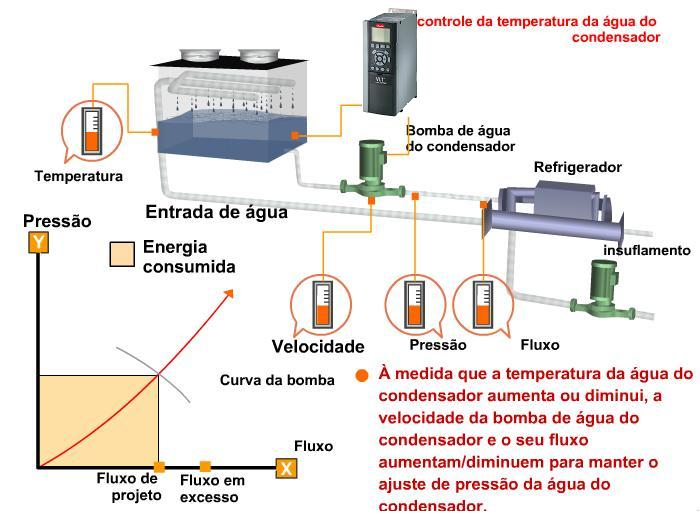 controle da temperatura da água do
condensador
VLT
Bomba de água
do condensador
Refrigerador
Temperatura
Entrada de água
Pressão
Y
Energia
consumida
insuflamento
Velocidade
Pressão
Fluxo
Curva da bomba
À medida que a temperatura da água do
condensador aumenta ou diminui, a
velocidade da bomba de água do
condensador e o seu fluxo
aumentam/diminuem para manter o
ajuste de pressão da água do
condensador.
Fluxo
X
Fluxo de
projeto
Fluxo em
excesso